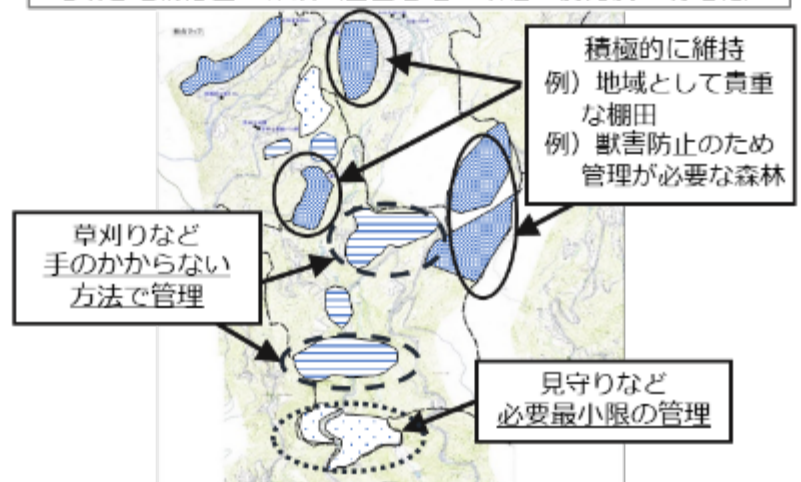 積極的に維持
例）地域として貴重
な棚田
例）獣害防止のため
管理が必要な森林
草刈りなど
手のかからない
方法で管理
見守りなど
必要最小限の管理